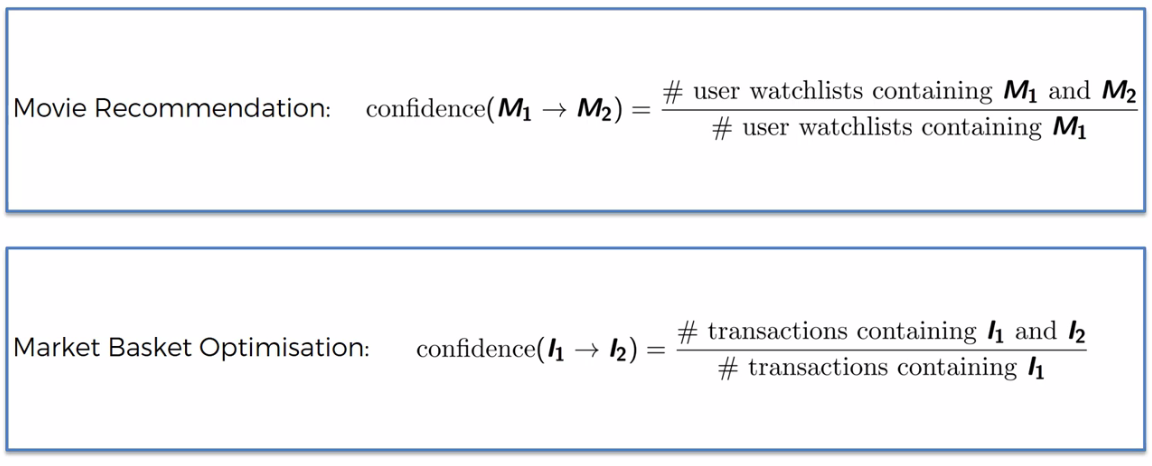 Movie Recommendation: confidence(M₁ → M₂) = # user watchlists containing M₁ and M₂ / # user watchlists containing M₁
Market Basket Optimisation: confidence(I₁ → I₂) = # transactions containing I₁ and I₂ / # transactions containing I₁